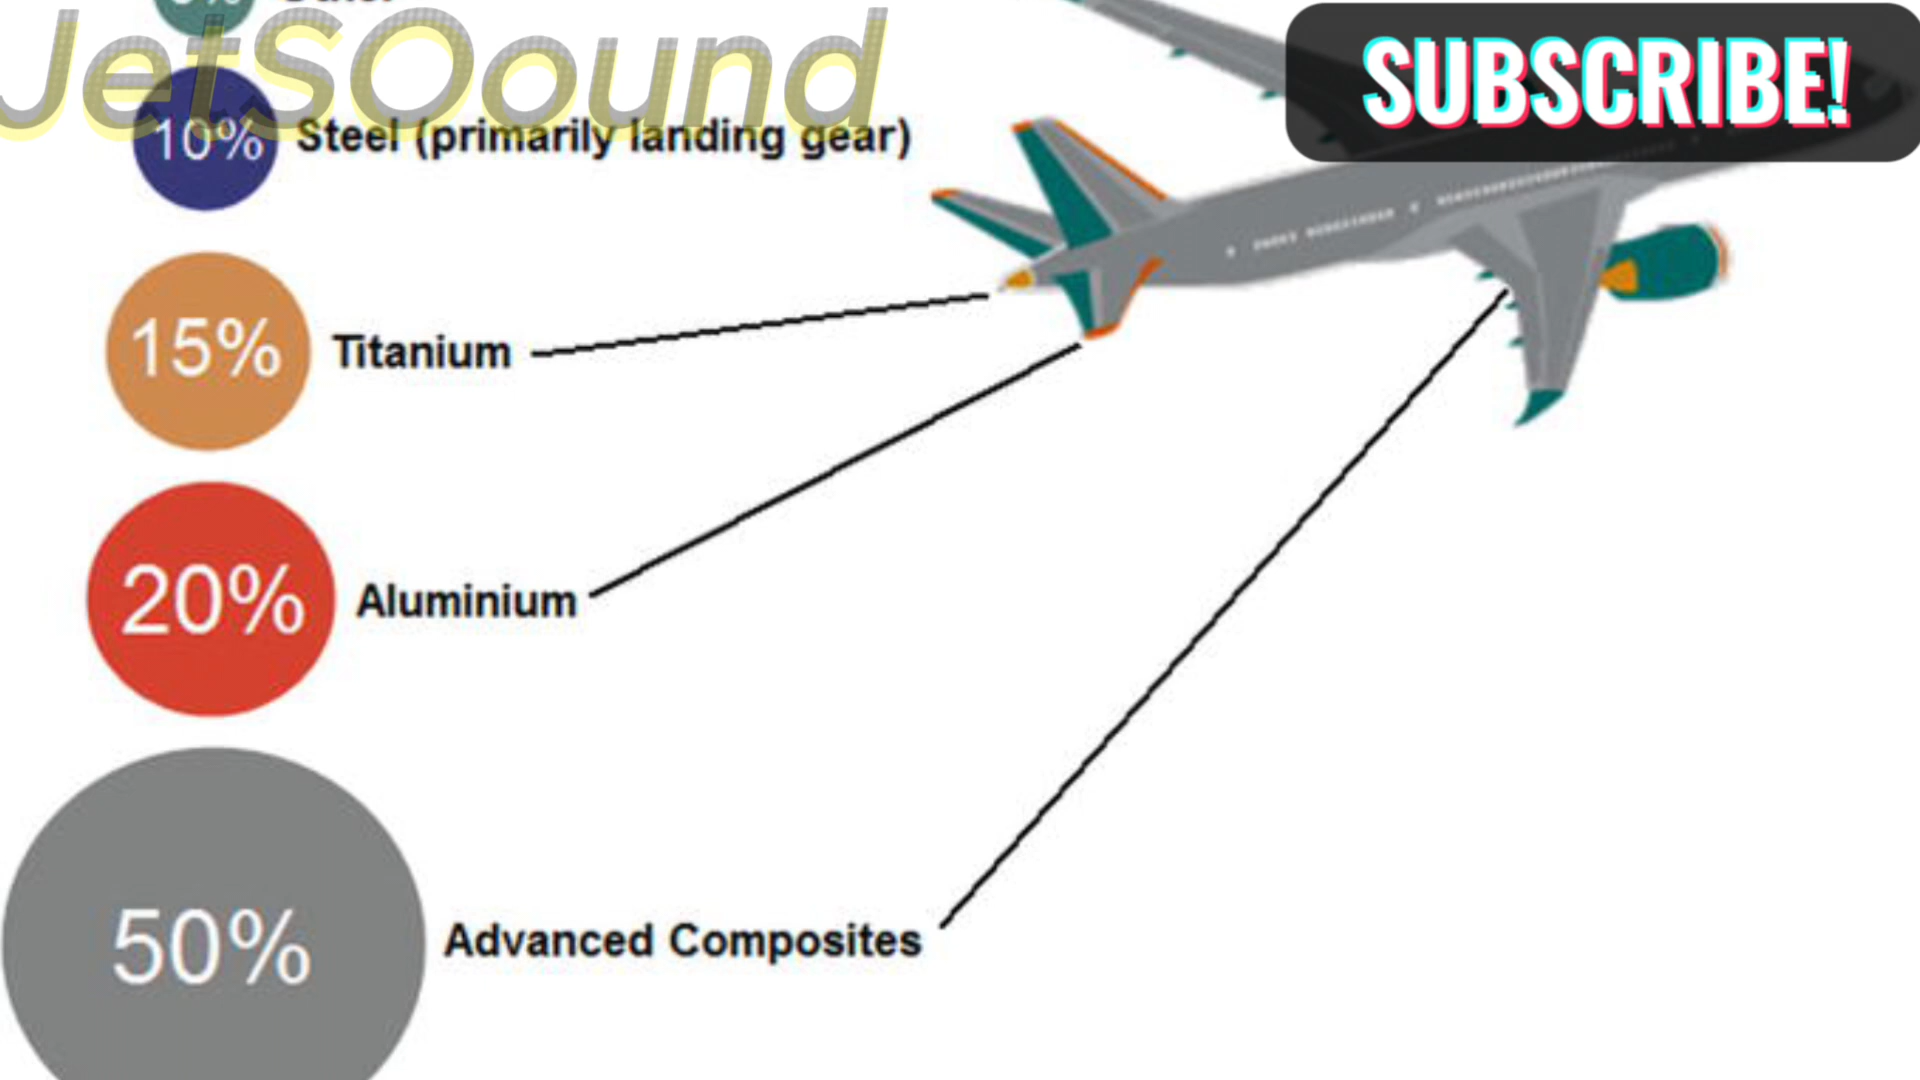 JetSOound
SUBSCRIBE!
10% Steel (primarily landing gear)
15% Titanium
20% Aluminium
50% Advanced Composites